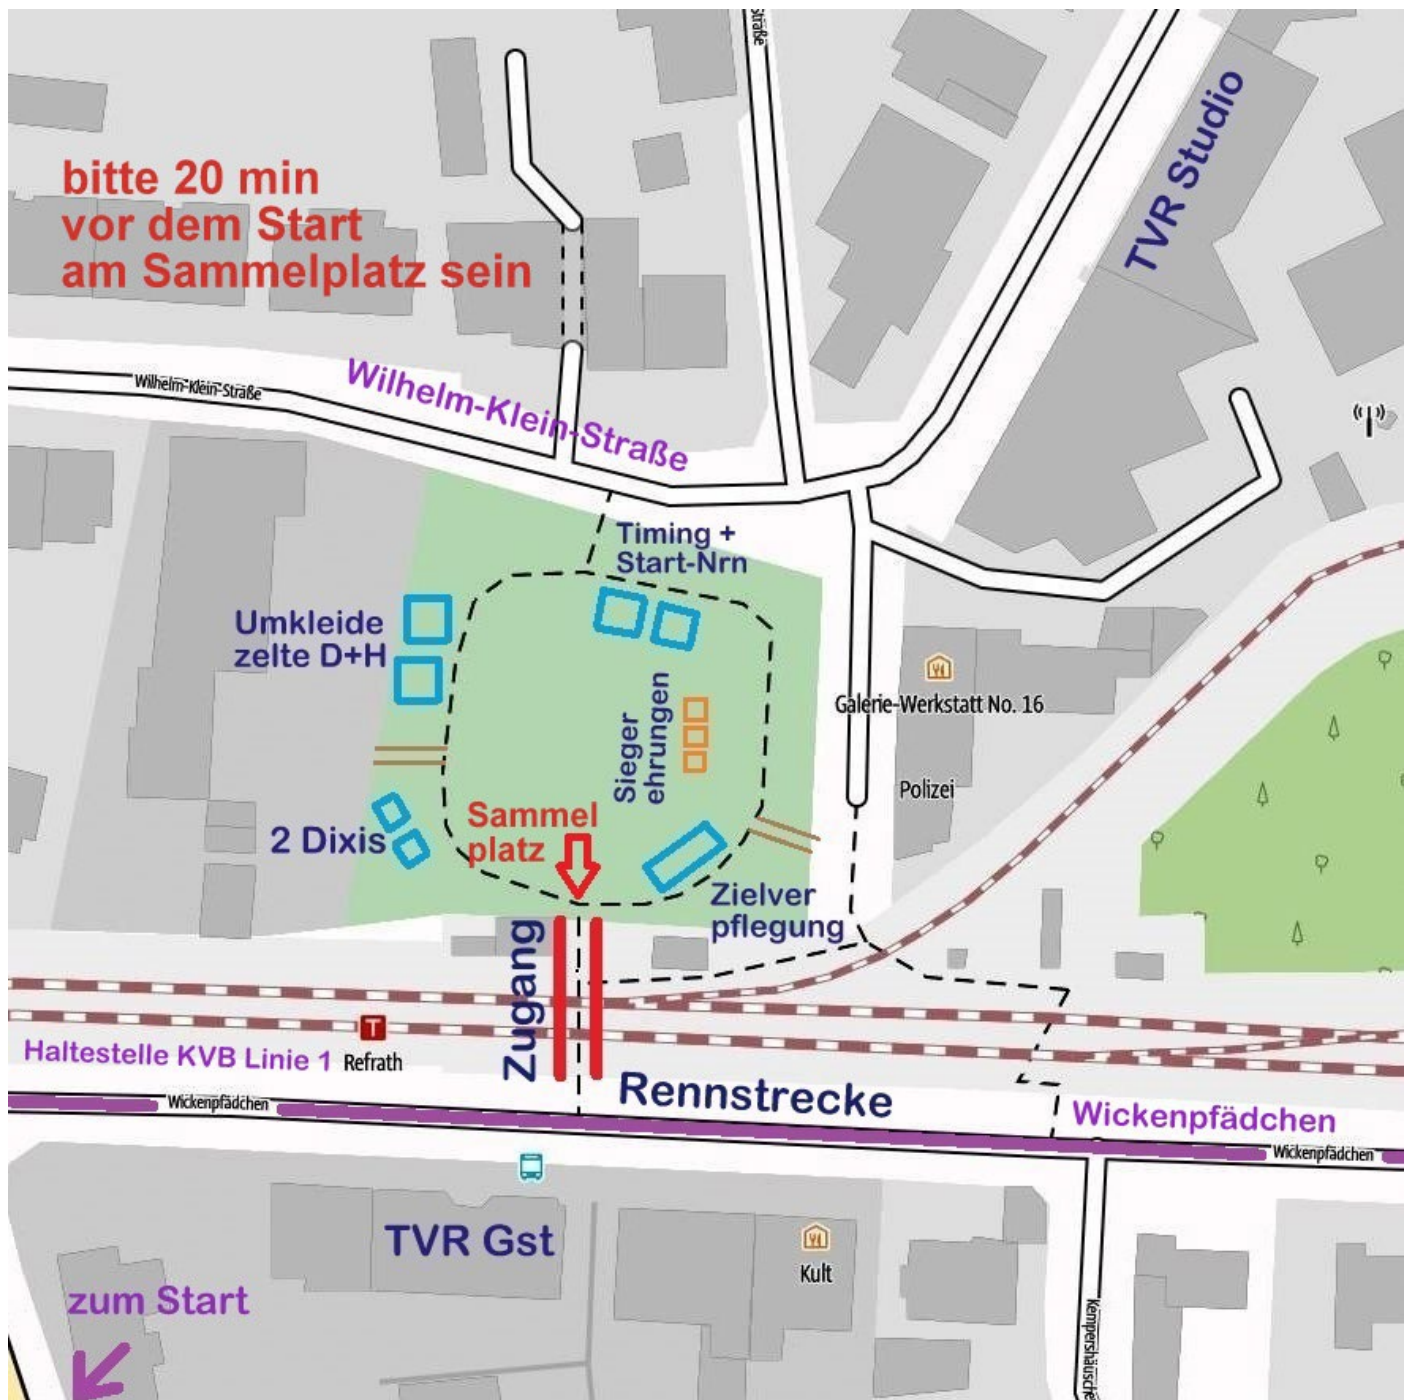 straße
TVR Studio
bitte 20 min
vor dem Start
am Sammelplatz sein
Wilhelm-Klein-Straße
Wilhelm-Klein-Straße
Timing +
Start-Nrn
Umkleide
zelte D+H
Sieger
ehrungen
Galerie-Werkstatt No. 16
Polizei
Sammel
platz
2 Dixis
Zielver
pflegung
Zugang
T
Haltestelle KVB Linie 1
Refrath
Rennstrecke
Wickenpfädchen
Wickenpfädchen
Wickenpfädchen
TVR Gst
Kult
zum Start
Kempershäusche